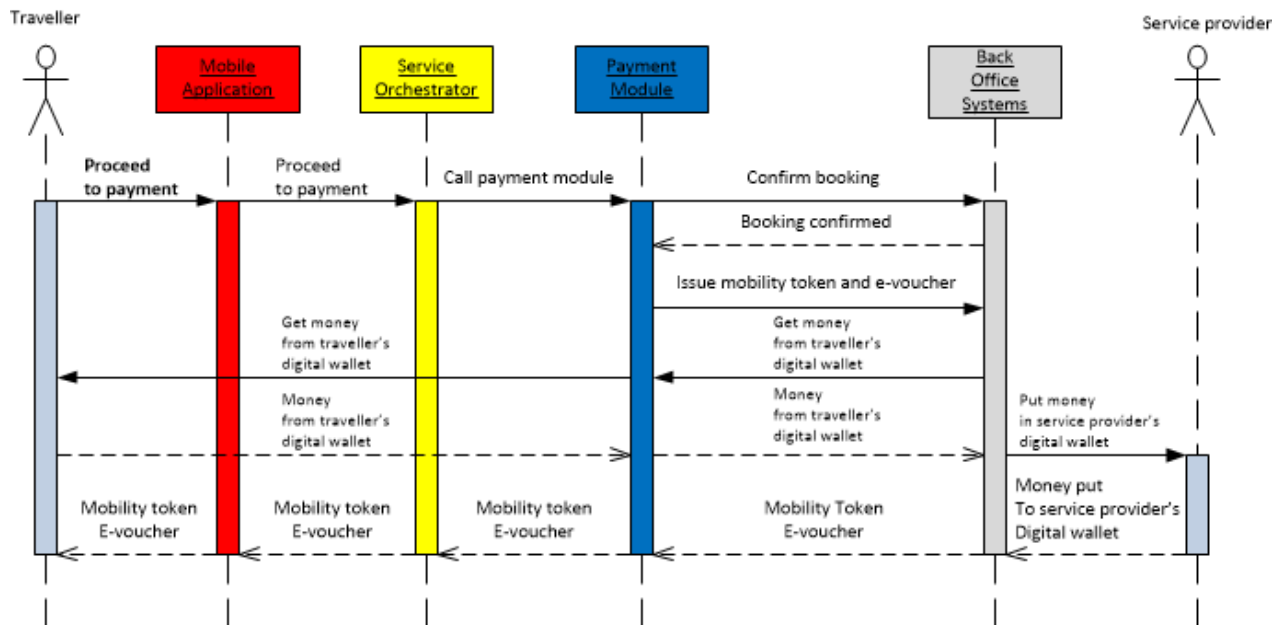 Traveller
Service provider
Mobile
Application
Service
Orchestrator
Payment
Module
Back
Office
Systems
Proceed
to payment
Proceed
to payment
Call payment module
Confirm booking
Booking confirmed
Issue mobility token and e-voucher
Get money
from traveller's
digital wallet
Get money
from traveller's
digital wallet
Money
from traveller's
digital wallet
Money
from traveller's
digital wallet
Put money
in service provider's
digital wallet
Mobility token
E-voucher
Mobility token
E-voucher
Mobility token
E-voucher
Mobility Token
E-voucher
Money put
To service provider's
Digital wallet